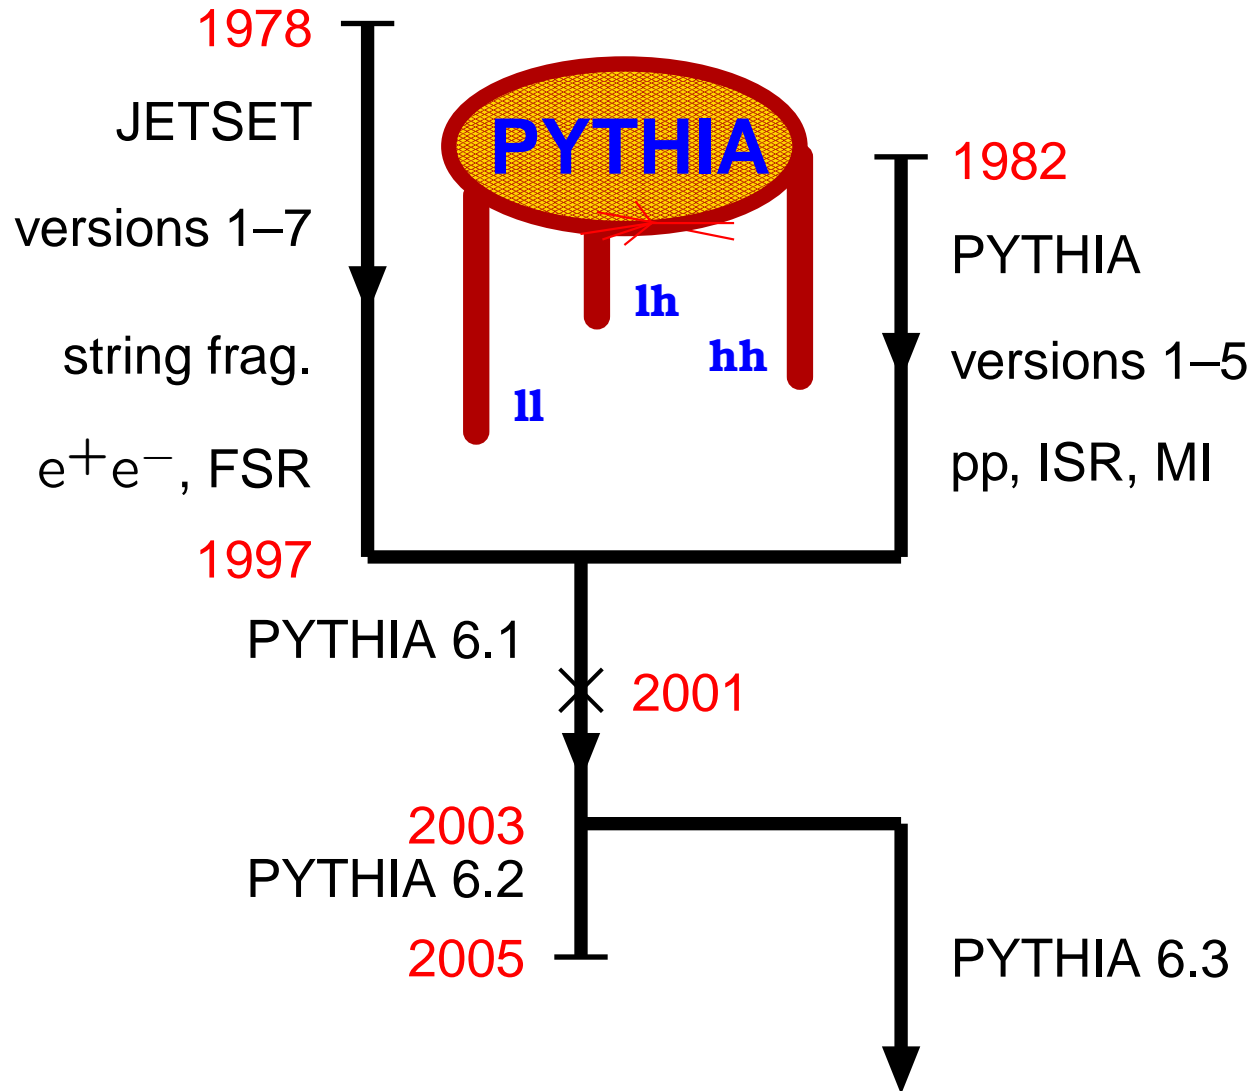 1978
JETSET
versions 1–7
string frag.
e⁺e⁻, FSR
1997
PYTHIA
lh
hh
ll
1982
PYTHIA
versions 1–5
pp, ISR, MI
PYTHIA 6.1
2001
2003
PYTHIA 6.2
2005
PYTHIA 6.3